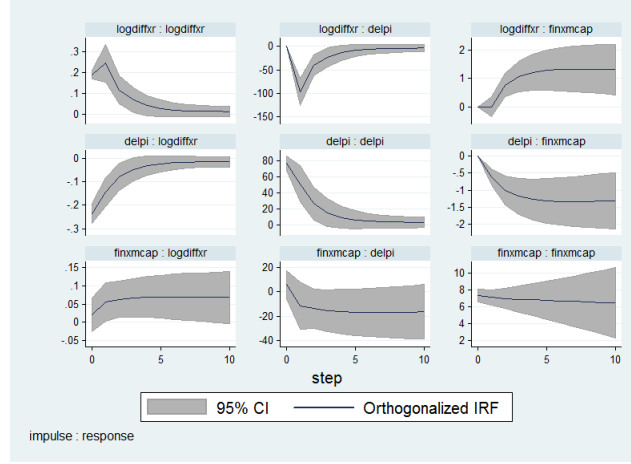 logdiffxr : logdiffxr
logdiffxr : delpi
logdiffxr : finxmcap
.3
.2
.1
0
0
-50
-100
-150
2
1
0
delpi : logdiffxr
delpi : delpi
delpi : finxmcap
0
-.1
-.2
-.3
80
60
40
20
0
0
-.5
-1
-1.5
-2
finxmcap : logdiffxr
finxmcap : delpi
finxmcap : finxmcap
.15
.1
.05
0
-.05
20
0
-20
-40
10
8
6
4
2
0 5 10
0 5 10
0 5 10
step
95% CI Orthogonalized IRF
impulse : response